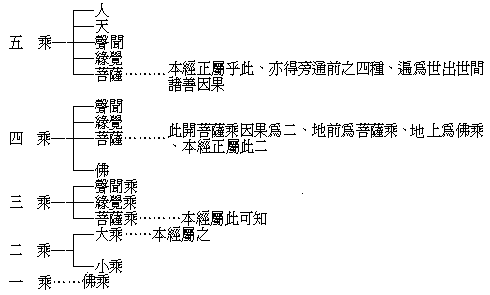 人
天
五　乘　聲聞
緣覺
菩薩………本經正屬乎此、亦得旁通前之四種、遍爲世出世間
諸善因果
聲聞
緣覺
四　乘　菩薩………此開菩薩乘因果爲二、地前爲菩薩乘、地上爲佛乘
、本經正屬此二
佛
聲聞乘
三　乘　緣覺乘
菩薩乘………本經屬此可知
大乘……本經屬之
二　乘
小乘
一　乘……佛乘